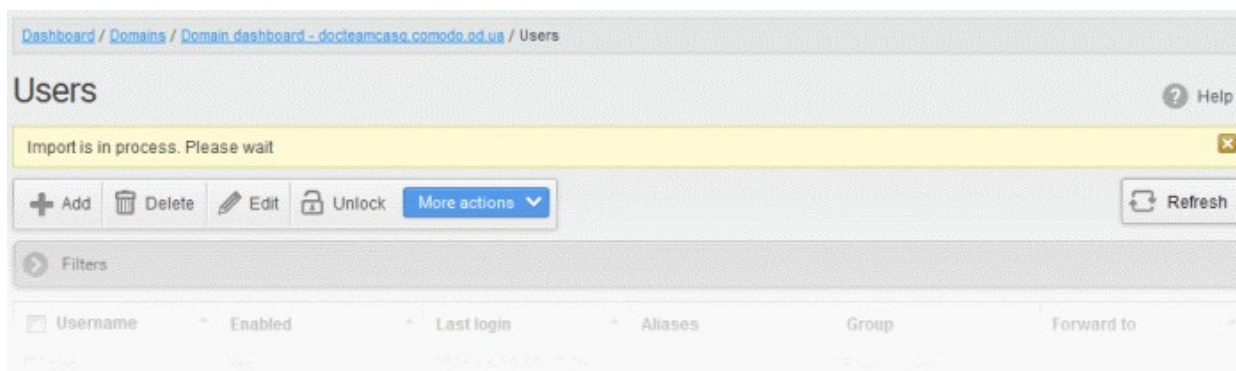 Dashboard / Domains / Domain dashboard - docteamcasg.comodo.od.ua / Users
Users
Help
Import is in process. Please wait
Add Delete Edit Unlock More actions Refresh
Filters
Username Enabled Last login Aliases Group Forward to